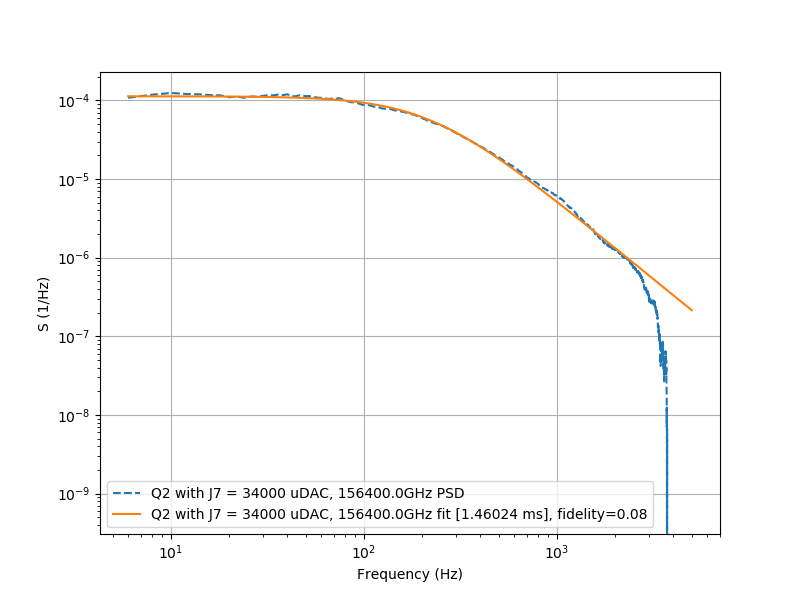 10⁻⁴
10⁻⁵
10⁻⁶
10⁻⁷
10⁻⁸
10⁻⁹
S (1/Hz)
Q2 with J7 = 34000 uDAC, 156400.0GHz PSD
Q2 with J7 = 34000 uDAC, 156400.0GHz fit [1.46024 ms], fidelity=0.08
10¹ 10² 10³
Frequency (Hz)